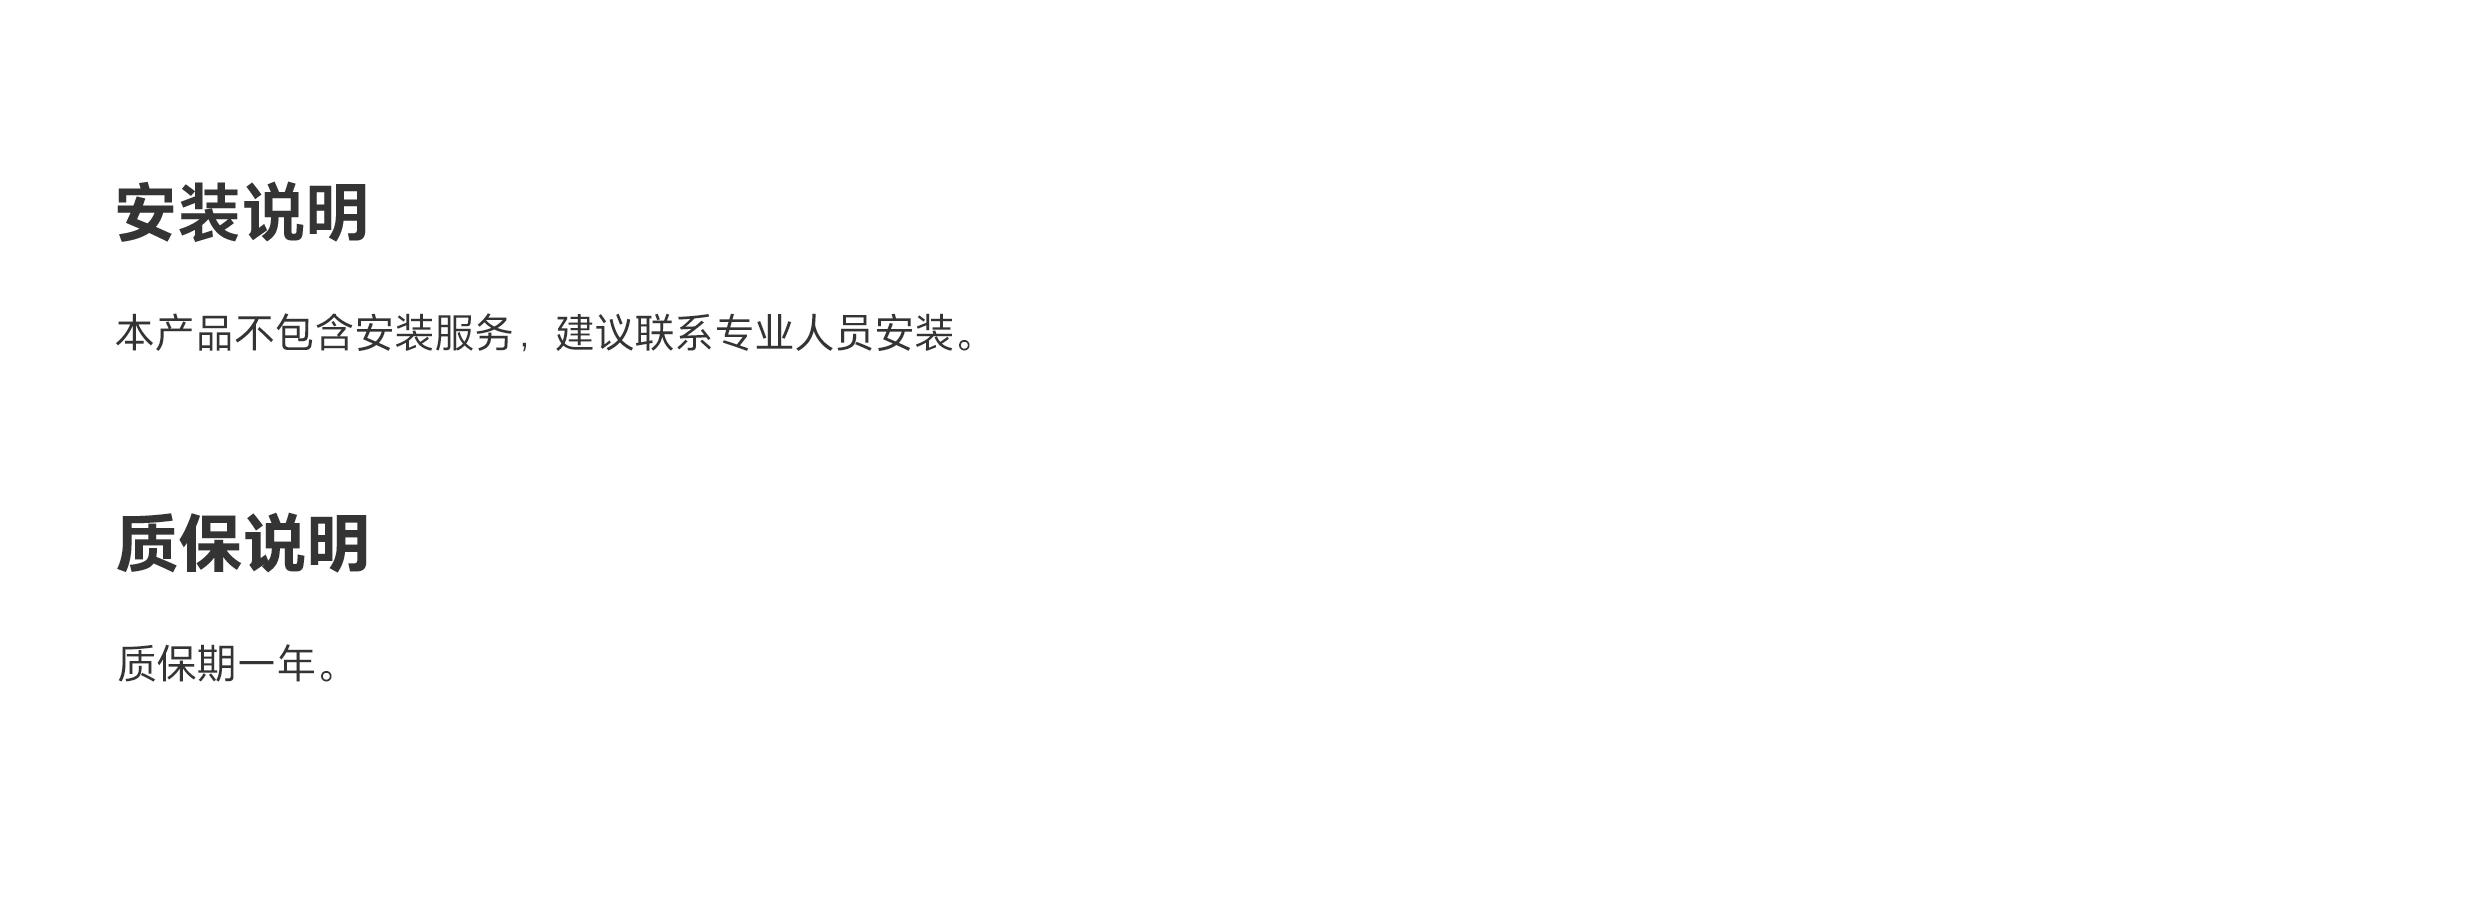 安装说明
本产品不包含安装服务，建议联系专业人员安装。
质保说明
质保期一年。